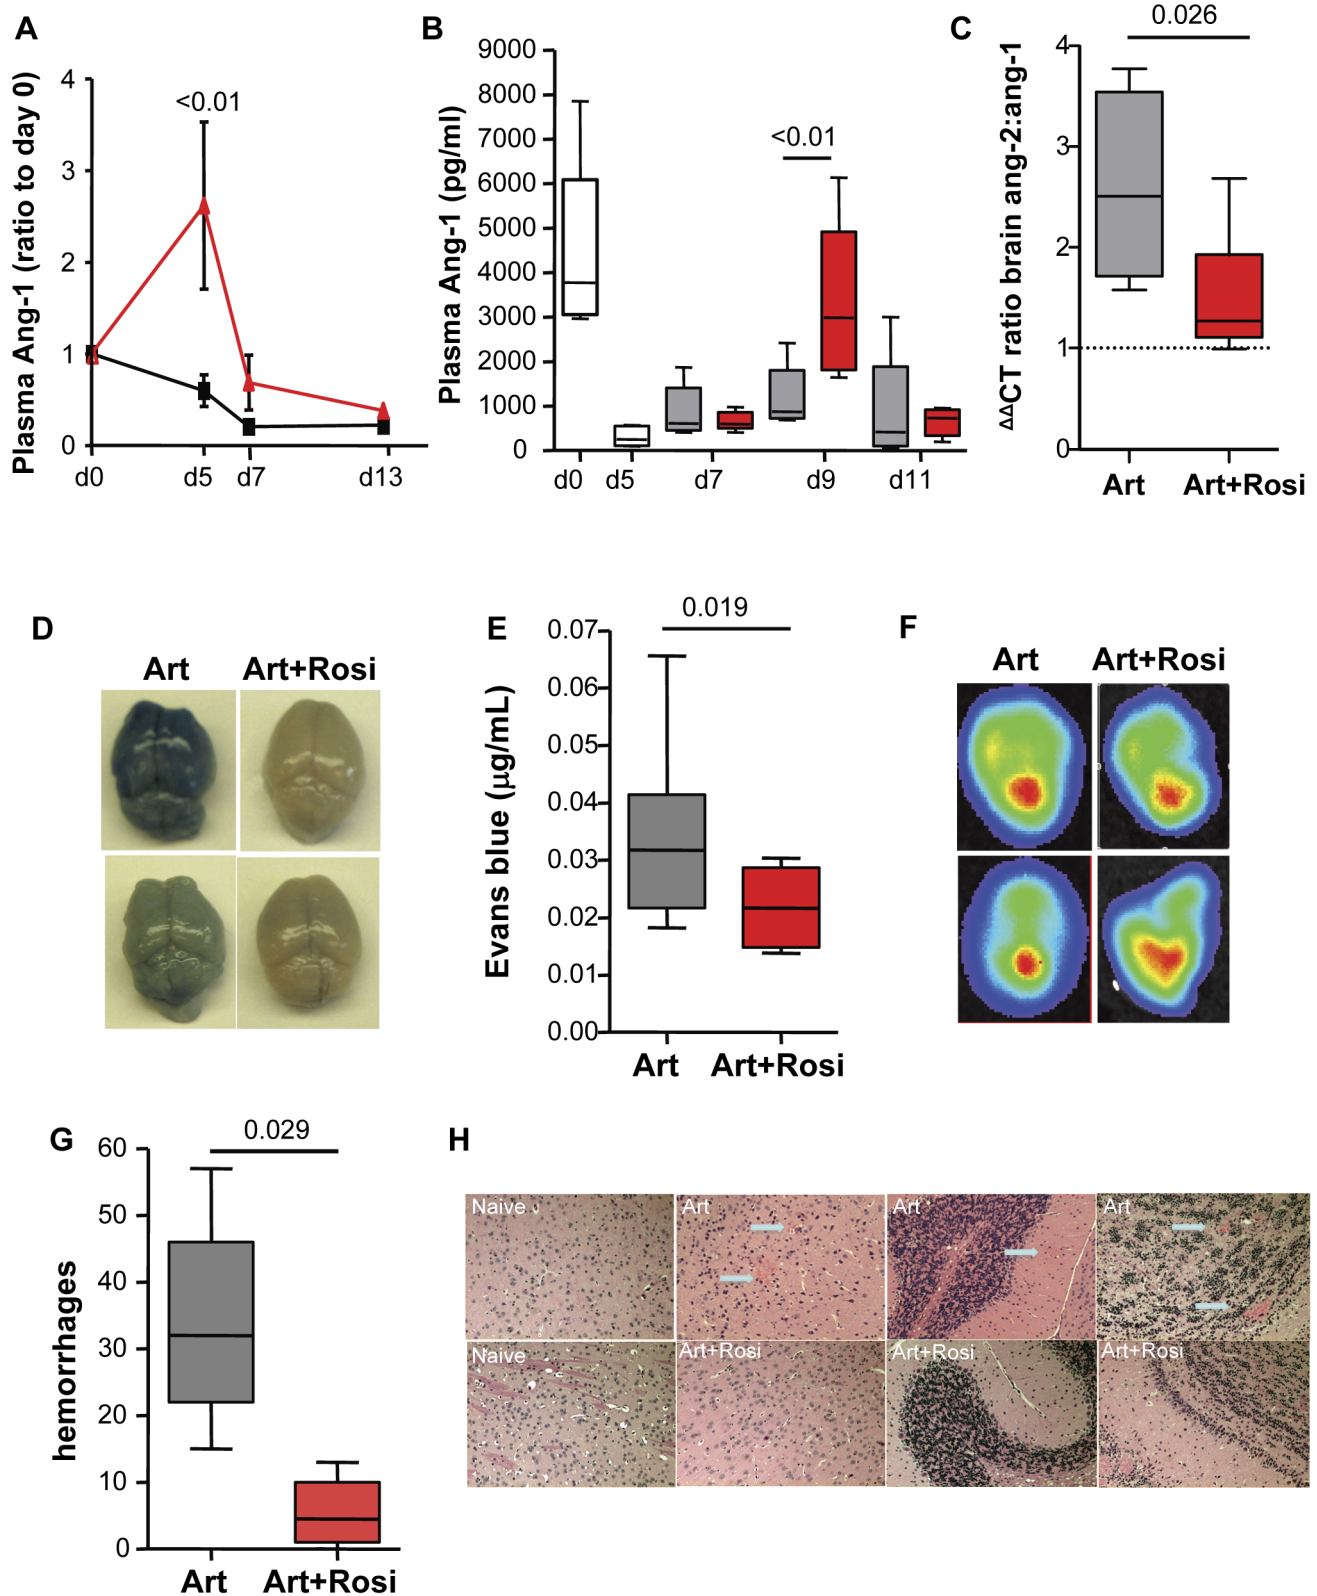 A
Plasma Ang-1 (ratio to day 0)
4
3
2
1
0
<0.01
d0
d5
d7
d13
B
Plasma Ang-1 (pg/ml)
9000
8000
7000
6000
5000
4000
3000
2000
1000
0
<0.01
d0
d5
d7
d9
d11
C
ΔΔCT ratio brain ang-2:ang-1
0.026
4
3
2
1
0
Art
Art+Rosi
D
Art
Art+Rosi
E
Evans blue (µg/mL)
0.019
0.07
0.06
0.05
0.04
0.03
0.02
0.01
0.00
Art
Art+Rosi
F
Art
Art+Rosi
G
hemorrhages
0.029
60
50
40
30
20
10
0
Art
Art+Rosi
H
Naive
Art
Art
Art
Naive
Art+Rosi
Art+Rosi
Art+Rosi